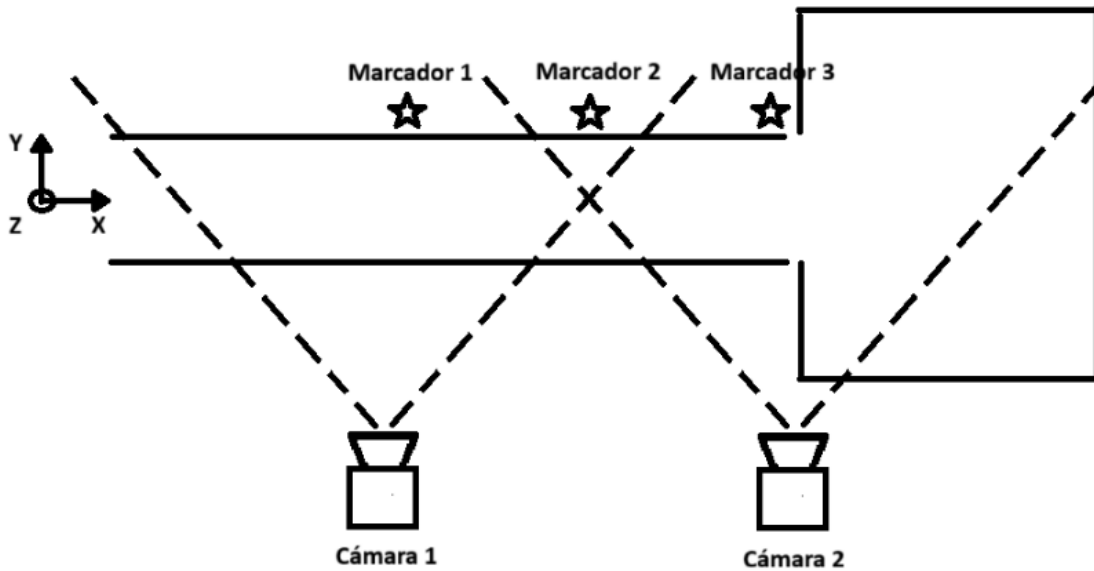 Marcador 1
Marcador 2
Marcador 3
Y
Z
X
Cámara 1
Cámara 2